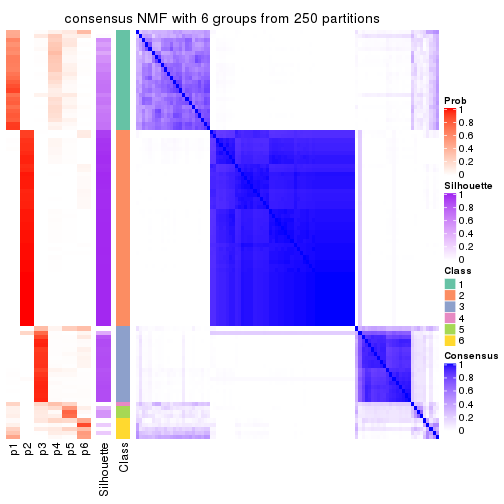 consensus NMF with 6 groups from 250 partitions
Prob
1
0.8
0.6
0.4
0.2
0
Silhouette
1
0.8
0.6
0.4
0.2
0
Class
1
2
3
4
5
6
Consensus
1
0.8
0.6
0.4
0.2
0
p1
p2
p3
p4
p5
p6
Silhouette
Class